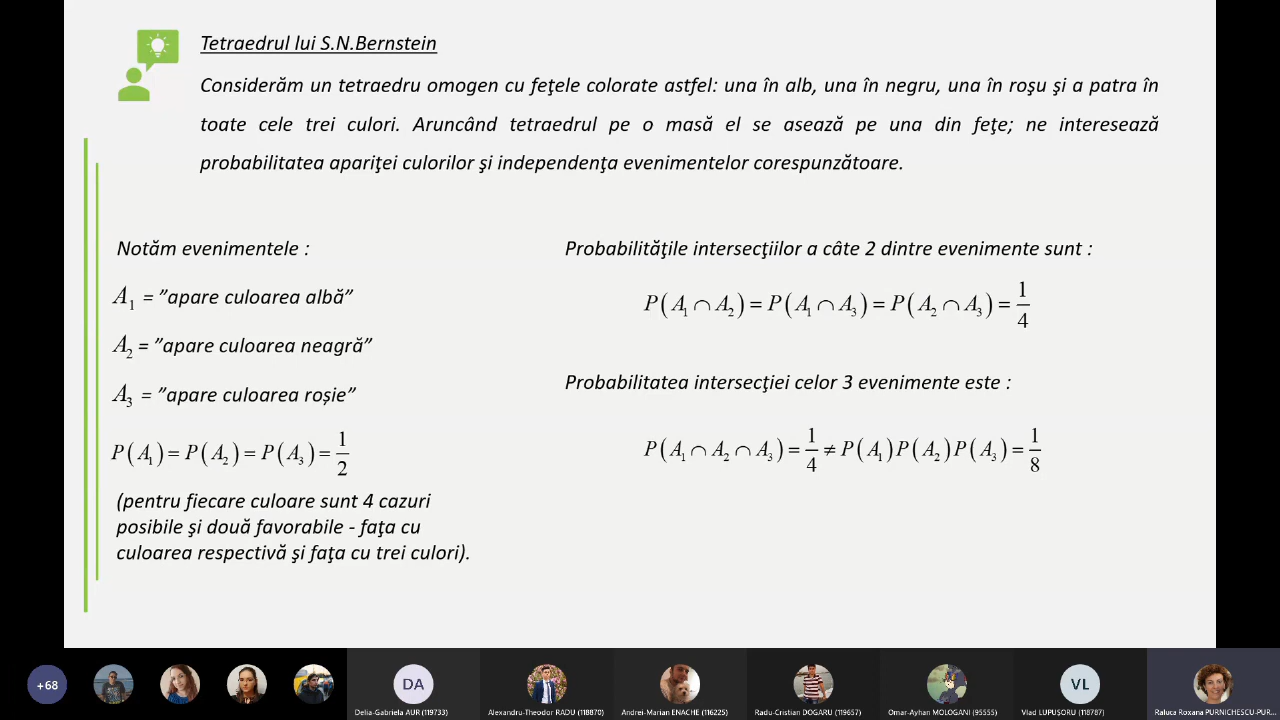 Tetraedrul lui S.N.Bernstein
Considerăm un tetraedru omogen cu feţele colorate astfel: una în alb, una în negru, una în roşu şi a patra în
toate cele trei culori. Aruncând tetraedrul pe o masă el se asează pe una din feţe; ne interesează
probabilitatea apariţei culorilor şi independenţa evenimentelor corespunzătoare.
Notăm evenimentele :
A₁ = ”apare culoarea albă”
A₂ = ”apare culoarea neagră”
A₃ = ”apare culoarea roșie”
P(A₁) = P(A₂) = P(A₃) = 1/2
(pentru fiecare culoare sunt 4 cazuri
posibile şi două favorabile - faţa cu
culoarea respectivă şi faţa cu trei culori).
Probabilităţile intersecţiilor a câte 2 dintre evenimente sunt :
P(A₁ ∩ A₂) = P(A₁ ∩ A₃) = P(A₂ ∩ A₃) = 1/4
Probabilitatea intersecţiei celor 3 evenimente este :
P(A₁ ∩ A₂ ∩ A₃) = 1/4 ≠ P(A₁)P(A₂)P(A₃) = 1/8
+68
DA
VL
Delia-Gabriela AUR (119733)
Alexandru-Theodor RADU (118870)
Andrei-Marian ENACHE (116225)
Radu-Cristian DOGARU (119657)
Omar-Ayhan MOLOGANI (95555)
Vlad LUPUȘORU (118787)
Raluca Roxana PURNICHESCU-PUR...